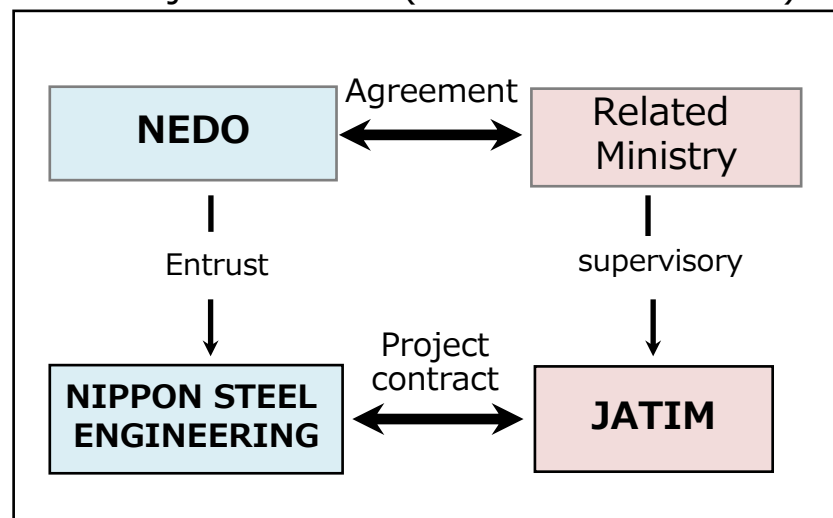 Agreement
NEDO
Related
Ministry
Entrust
supervisory
Project
contract
NIPPON STEEL
ENGINEERING
JATIM